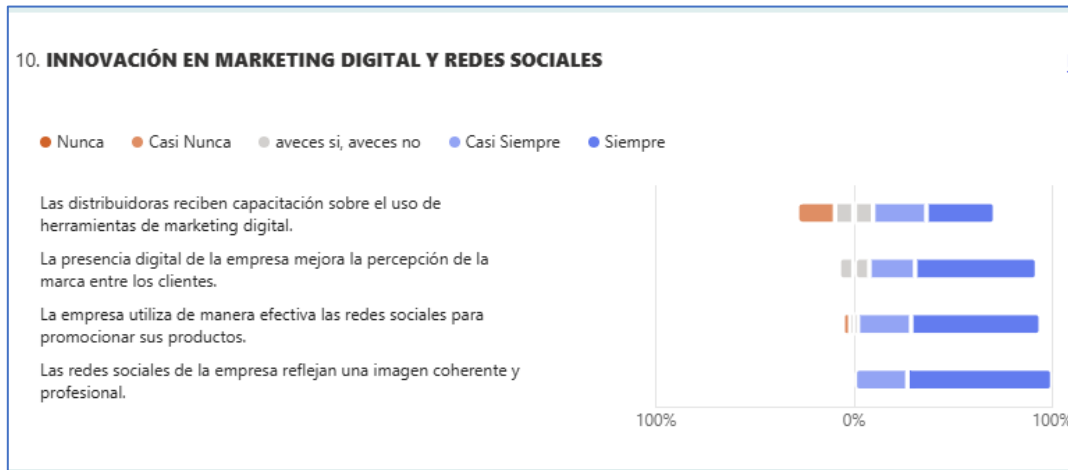 10. INNOVACIÓN EN MARKETING DIGITAL Y REDES SOCIALES
Nunca Casi Nunca aveces si, aveces no Casi Siempre Siempre
Las distribuidoras reciben capacitación sobre el uso de
herramientas de marketing digital.
La presencia digital de la empresa mejora la percepción de la
marca entre los clientes.
La empresa utiliza de manera efectiva las redes sociales para
promocionar sus productos.
Las redes sociales de la empresa reflejan una imagen coherente y
profesional.
100% 0% 100%